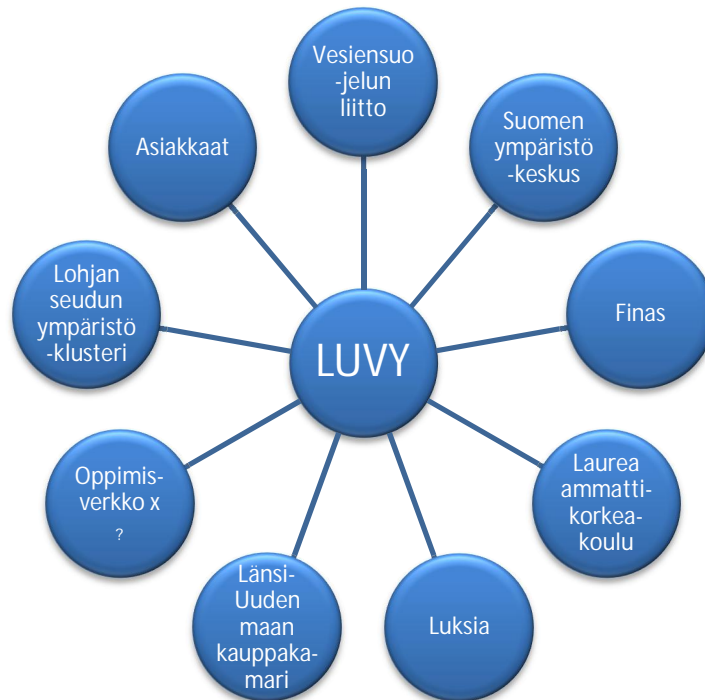 Vesiensuo
-jelun
liitto
Suomen
ympäristö
-keskus
Finas
Laurea
ammatti-
korkea-
koulu
Luksia
Länsi-
Uuden
maan
kauppaka-
mari
Oppimis-
verkko x
?
Lohjan
seudun
ympäristö
-klusteri
Asiakkaat
LUVY